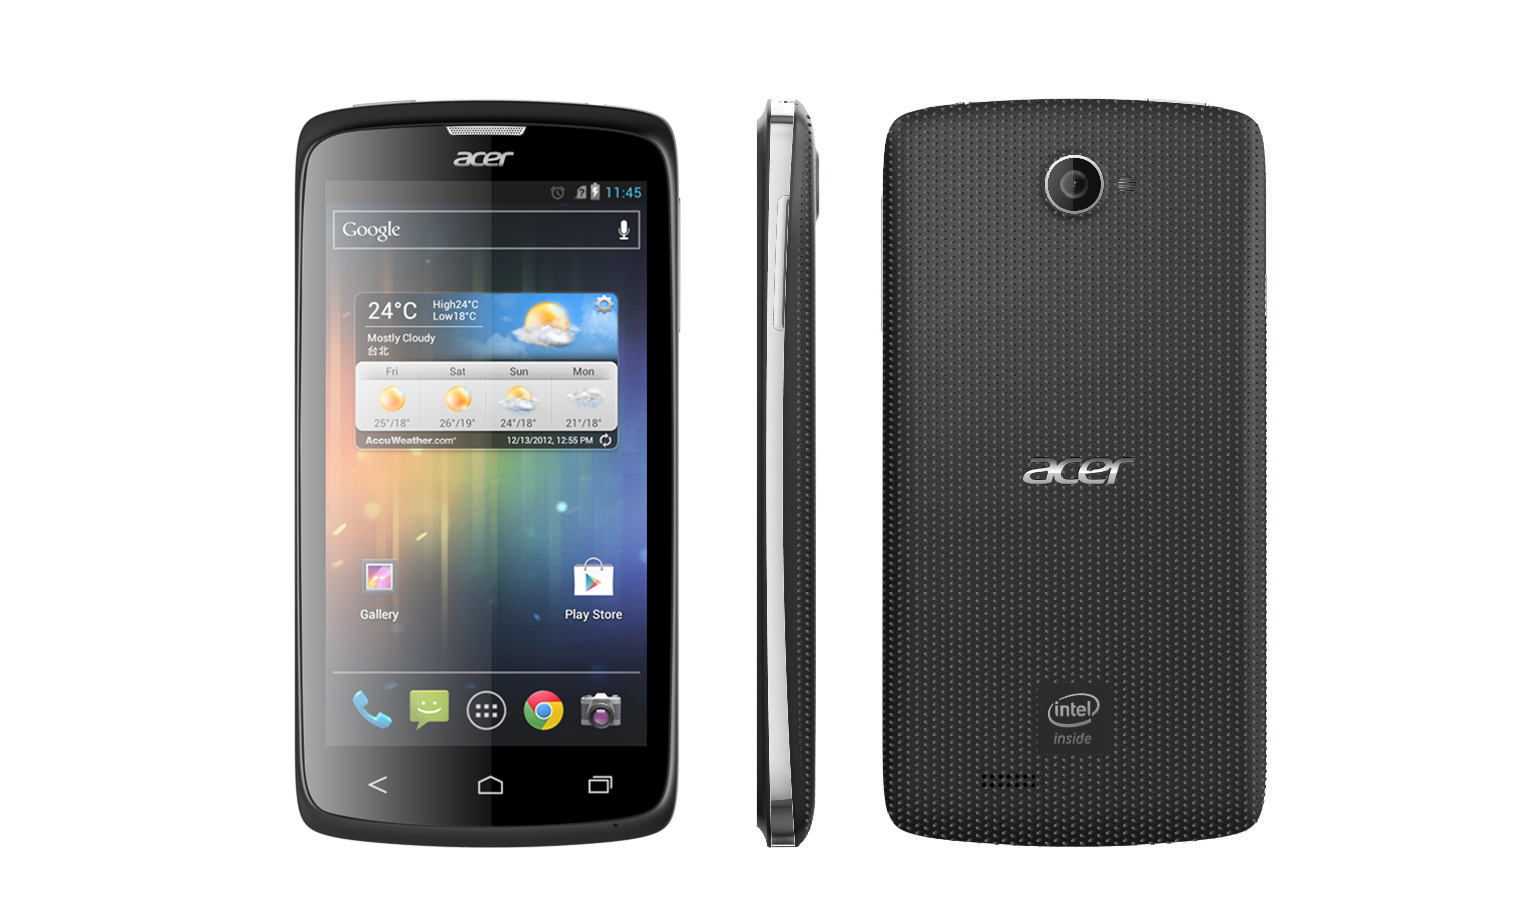 acer
11:45
Google
24°C
High24°C
Low18°C
Mostly Cloudy
台北
Fri Sat Sun Mon
25°/18° 26°/19° 24°/18° 21°/18°
AccuWeather.com® 12/13/2012, 12:55 PM
Gallery Play Store
acer
intel
inside